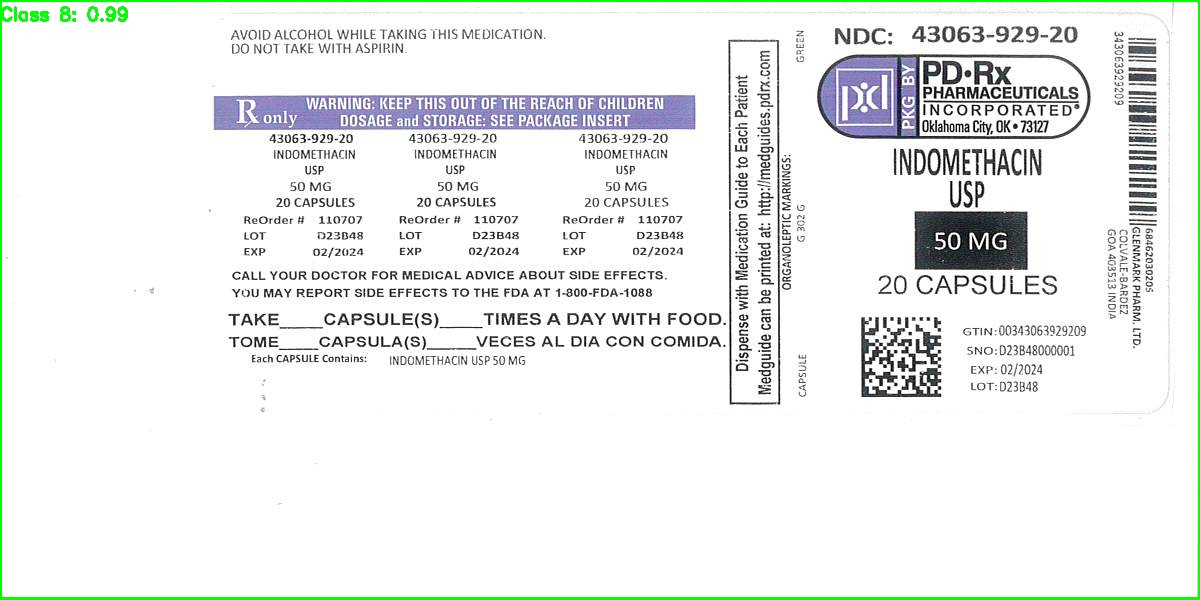 Class 8: 0.99
AVOID ALCOHOL WHILE TAKING THIS MEDICATION.
DO NOT TAKE WITH ASPIRIN.
Rx only
WARNING: KEEP THIS OUT OF THE REACH OF CHILDREN
DOSAGE and STORAGE: SEE PACKAGE INSERT
43063-929-20 43063-929-20 43063-929-20
INDOMETHACIN INDOMETHACIN INDOMETHACIN
USP USP USP
50 MG 50 MG 50 MG
20 CAPSULES 20 CAPSULES 20 CAPSULES
ReOrder # 110707 ReOrder # 110707 ReOrder # 110707
LOT D23B48 LOT D23B48 LOT D23B48
EXP 02/2024 EXP 02/2024 EXP 02/2024
CALL YOUR DOCTOR FOR MEDICAL ADVICE ABOUT SIDE EFFECTS.
YOU MAY REPORT SIDE EFFECTS TO THE FDA AT 1-800-FDA-1088
TAKE_____CAPSULE(S)_____TIMES A DAY WITH FOOD.
TOME_____CAPSULA(S)_____VECES AL DIA CON COMIDA.
Each CAPSULE Contains: INDOMETHACIN USP 50 MG
Dispense with Medication Guide to Each Patient
Medguide can be printed at: http://medguides.pdrx.com
ORGANOLEPTIC MARKINGS:
CAPSULE G 302 G GREEN
NDC: 43063-929-20
PKG BY
PD·Rx
PHARMACEUTICALS
INCORPORATED®
Oklahoma City, OK • 73127
INDOMETHACIN
USP
50 MG
20 CAPSULES
GTIN: 00343063929209
SNO: D23B48000001
EXP: 02/2024
LOT: D23B48
343063929209
68462030205
GLENMARK PHARM. LTD.
COLVALE-BARDEZ
GOA 403513 INDIA